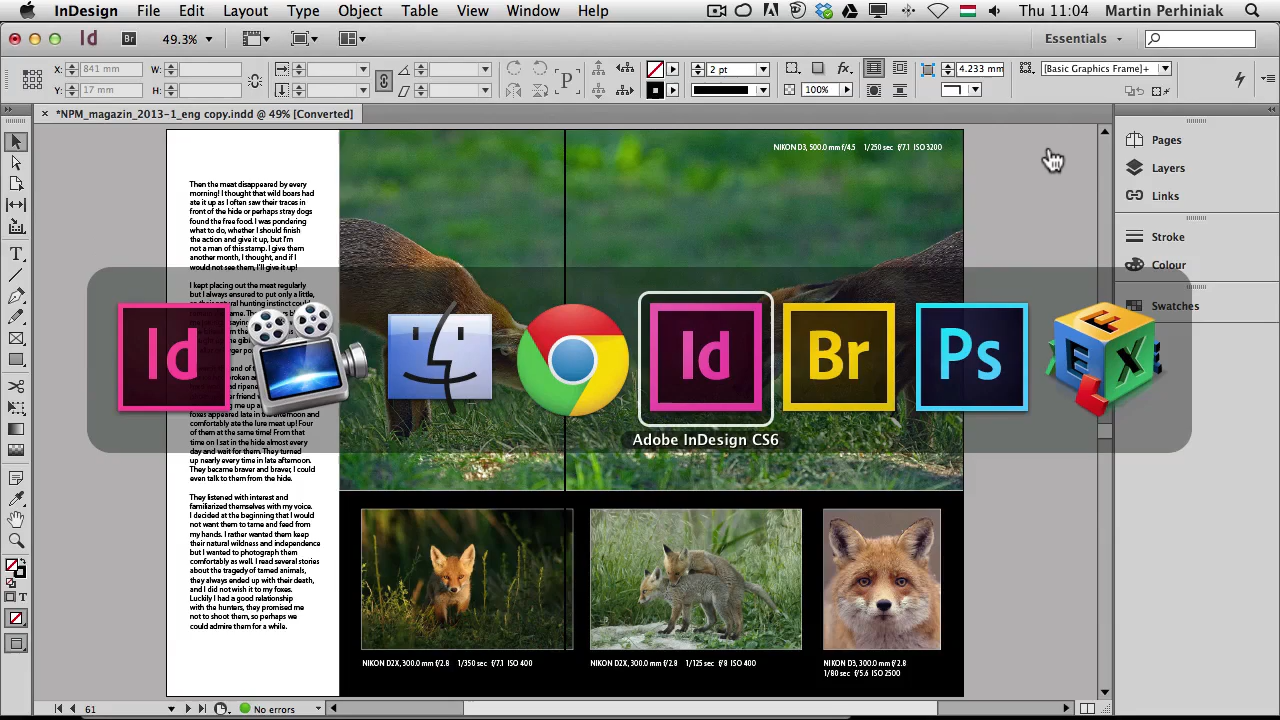 InDesign File Edit Layout Type Object Table View Window Help Thu 11:04 Martin Perhiniak
Id Br 49.3% Essentials
X: 841 mm W: 2 pt fx 4.233 mm [Basic Graphics Frame]+
Y: 17 mm H: P 100%
*NPM_magazin_2013-1_eng copy.indd @ 49% [Converted]
NIKON D3, 500.0 mm f/4.5 1/250 sec f/7.1 ISO 3200
Pages
Layers
Links
Stroke
Colour
Swatches
Then the meat disappeared by every
morning! I thought that wild boars had
ate it up as I often saw their traces in
front of the hide or perhaps stray dogs
found the free food. I was pondering
what to do, whether I should finish
the action and give it up, but I'm
not a man of this stamp. I give them
another month, I thought, and if I
would not see them, I'll give it up!
I kept placing out the meat regularly
but I always ensured to put only a little,
Id
Id
Br
Ps
F
E
X
L
Adobe InDesign CS6
foxes appeared late in the afternoon and
comfortably ate the lure meat up! Four
of them at the same time! From that
time on I sat in the hide almost every
day and wait for them. They turned
up nearly every time in late afternoon.
They became braver and braver, I could
even talk to them from the hide.
They listened with interest and
familiarized themselves with my voice.
I decided at the beginning that I would
not want them to tame and feed from
my hands. I rather wanted them keep
their natural wildness and independence
but I wanted to photograph them
comfortably as well. I read several stories
about the tragedy of tamed animals,
they always ended up with their death,
and I did not wish it to my foxes.
Luckily I had a good relationship
with the hunters, they promised me
not to shoot them, so perhaps we
could admire them for a while.
NIKON D2X, 300.0 mm f/2.8 1/350 sec f/7.1 ISO 400
NIKON D2X, 300.0 mm f/2.8 1/125 sec f/8 ISO 400
NIKON D3, 300.0 mm f/2.8
1/80 sec f/5.6 ISO 2500
61 No errors